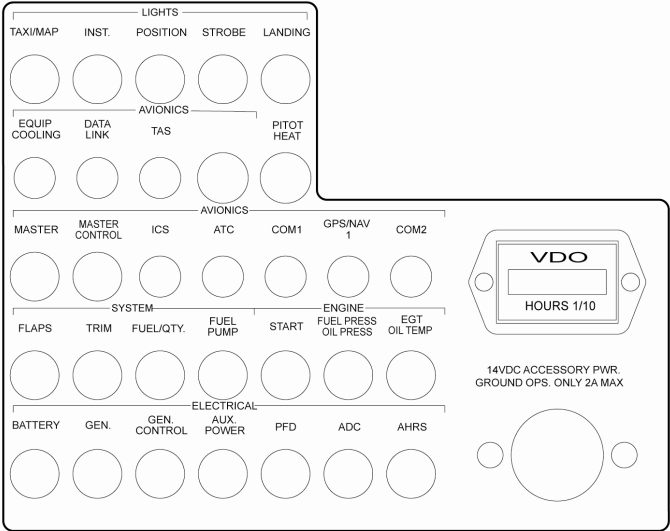 LIGHTS
TAXI/MAP INST. POSITION STROBE LANDING
AVIONICS
EQUIP COOLING
DATA LINK
TAS
PITOT HEAT
AVIONICS
MASTER
MASTER CONTROL
ICS
ATC
COM1
GPS/NAV 1
COM2
VDO
HOURS 1/10
SYSTEM
ENGINE
FLAPS
TRIM
FUEL/QTY.
FUEL PUMP
START
FUEL PRESS
OIL PRESS
EGT
OIL TEMP
14VDC ACCESSORY PWR.
GROUND OPS. ONLY 2A MAX
ELECTRICAL
BATTERY
GEN.
GEN. CONTROL
AUX. POWER
PFD
ADC
AHRS